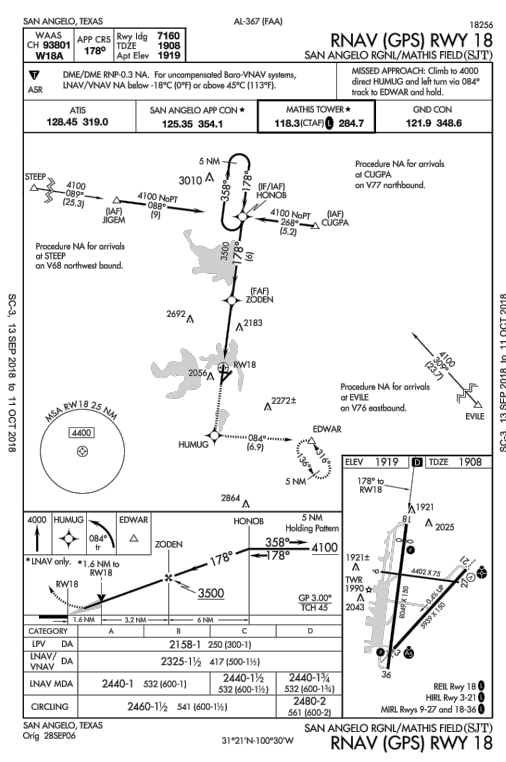 SAN ANGELO, TEXAS
AL-367 (FAA)
18256
WAAS
CH 93801
W18A
APP CRS
178°
Rwy Idg 7160
TDZE 1908
Apt Elev 1919
RNAV (GPS) RWY 18
SAN ANGELO RGNL/MATHIS FIELD(SJT)
T
ASR
DME/DME RNP-0.3 NA. For uncompensated Baro-VNAV systems,
LNAV/VNAV NA below -18°C (0°F) or above 45°C (113°F).
MISSED APPROACH: Climb to 4000
direct HUMUG and left turn via 084°
track to EDWAR and hold.
ATIS
128.45 319.0
SAN ANGELO APP CON★
125.35 354.1
MATHIS TOWER★
118.3(CTAF) L 284.7
GND CON
121.9 348.6
5 NM
3010
358°
178°
Procedure NA for arrivals
at CUGPA
on V77 northbound.
STEEP
4100
089°
(25.3)
4100 NoPT
088°
(9)
(IAF)
JIGEM
(IF/IAF)
HONOB
4100 NoPT
268°
(5.2)
(IAF)
CUGPA
Procedure NA for arrivals
at STEEP
on V68 northwest bound.
3500
178°
(6)
(FAF)
ZODEN
2692
2183
2056
RW18
4100
309°
(23.7)
EVILE
Procedure NA for arrivals
at EVILE
on V76 eastbound.
2272±
MSA RW18 25 NM
4400
HUMUG
084°
(6.9)
EDWAR
316°
136°
5 NM
2864
SC-3, 13 SEP 2018 to 11 OCT 2018
SC-3, 13 SEP 2018 to 11 OCT 2018
ELEV 1919
D
TDZE 1908
178° to
RW18
1921
18
2025
1921±
TWR
1990
2043
9
4402 X 75
27
21
8049 X 150
0.4% UP
5939 X 150
3
36
REIL Rwy 18 L
HIRL Rwy 3-21 L
MIRL Rwys 9-27 and 18-36 L
4000
HUMUG
084°
tr
EDWAR
ZODEN
HONOB
5 NM
Holding Pattern
358°
178°
4100
*LNAV only.
*1.6 NM to
RW18
RW18
178°
3500
GP 3.00°
TCH 45
1.6 NM
3.2 NM
6 NM
CATEGORY A B C D
LPV DA 2158-1 250 (300-1)
LNAV/
VNAV DA 2325-1½ 417 (500-1½)
LNAV MDA 2440-1 532 (600-1)
2440-1½
532 (600-1½)
2440-1¾
532 (600-1¾)
CIRCLING 2460-1½ 541 (600-1½)
2480-2
561 (600-2)
SAN ANGELO, TEXAS
Orig 28SEP06
31°21'N-100°30'W
SAN ANGELO RGNL/MATHIS FIELD(SJT)
RNAV (GPS) RWY 18